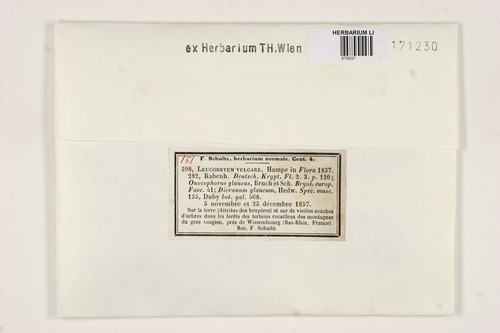 ex Herbarium TH.Wien
HERBARIUM LI
171230
151
F. Schultz, herbarium normale. Cent. 4.
398, LEUCOBRYUM VULGARE, Hampe in Flora 1837.
282, Rabenh. Deutsch. Krypt. Fl. 2. 3. p. 120;
Oncophorus glaucus, Bruch et Sch. Bryol. europ.
Fasc. 41; Dicranum glaucum, Hedw. Spec. musc.
135, Duby bot. gal. 568.
5 novembre et 23 décembre 1857.
Sur la terre (détritus des bruyères) et sur de vieilles souches
d'arbres dans les forêts des terrains rocailleux des montagnes
du grès vosgien, près de Wissembourg (Bas-Rhin, France).
Rec. F. Schultz.